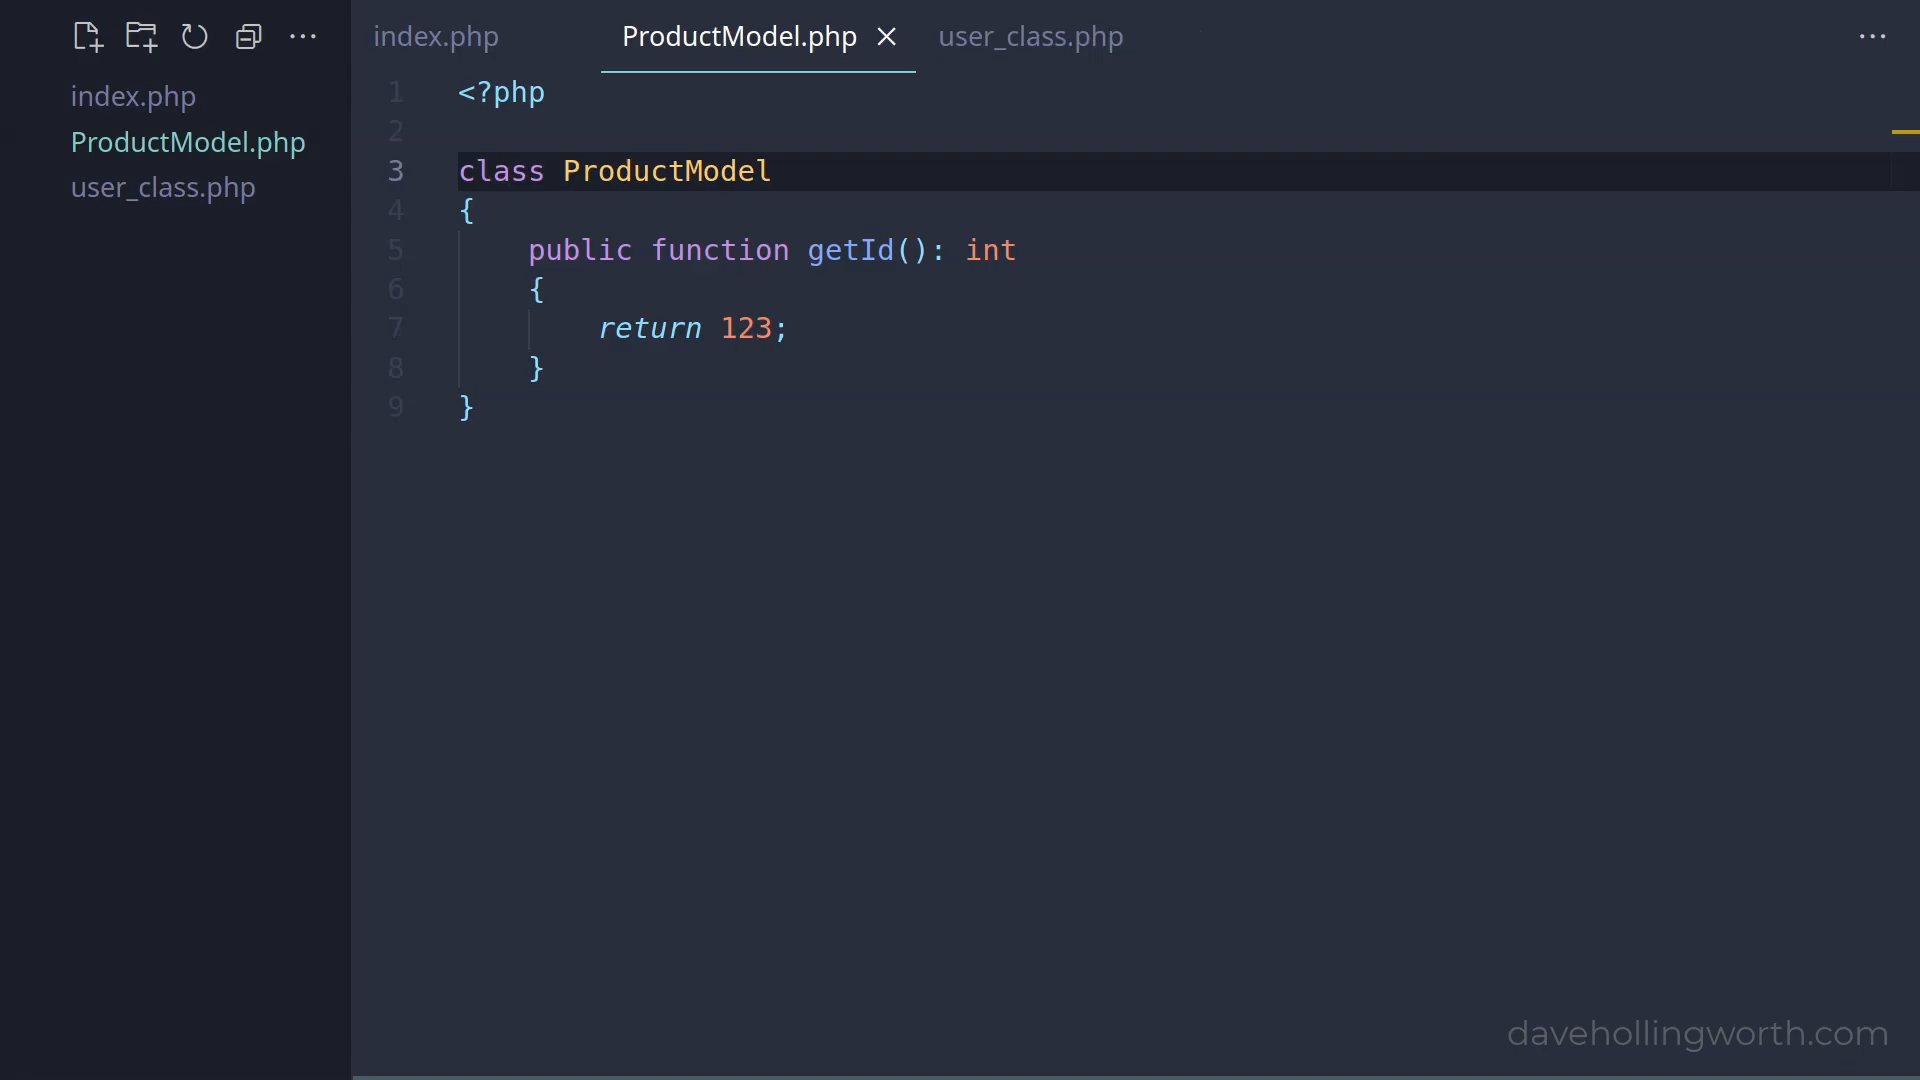 index.php
ProductModel.php
user_class.php
index.php ProductModel.php user_class.php
1 <?php
2
3 class ProductModel
4 {
5     public function getId(): int
6     {
7         return 123;
8     }
9 }
davehollingworth.com